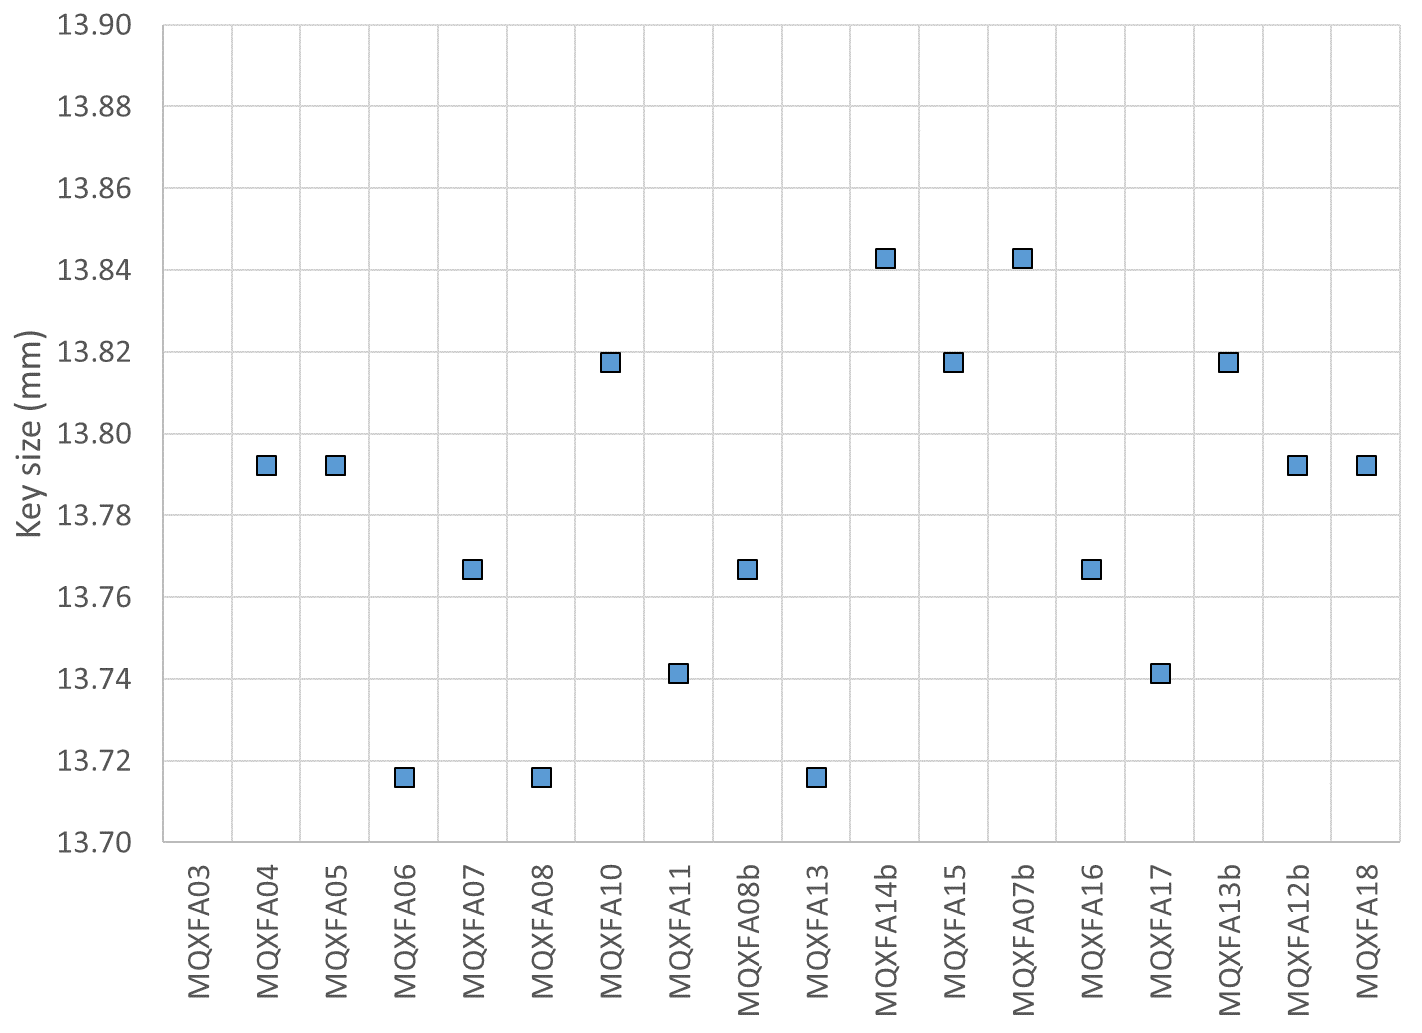 13.90
13.88
13.86
13.84
13.82
13.80
13.78
13.76
13.74
13.72
13.70
Key size (mm)
MQXFA03
MQXFA04
MQXFA05
MQXFA06
MQXFA07
MQXFA08
MQXFA10
MQXFA11
MQXFA08b
MQXFA13
MQXFA14b
MQXFA15
MQXFA07b
MQXFA16
MQXFA17
MQXFA13b
MQXFA12b
MQXFA18